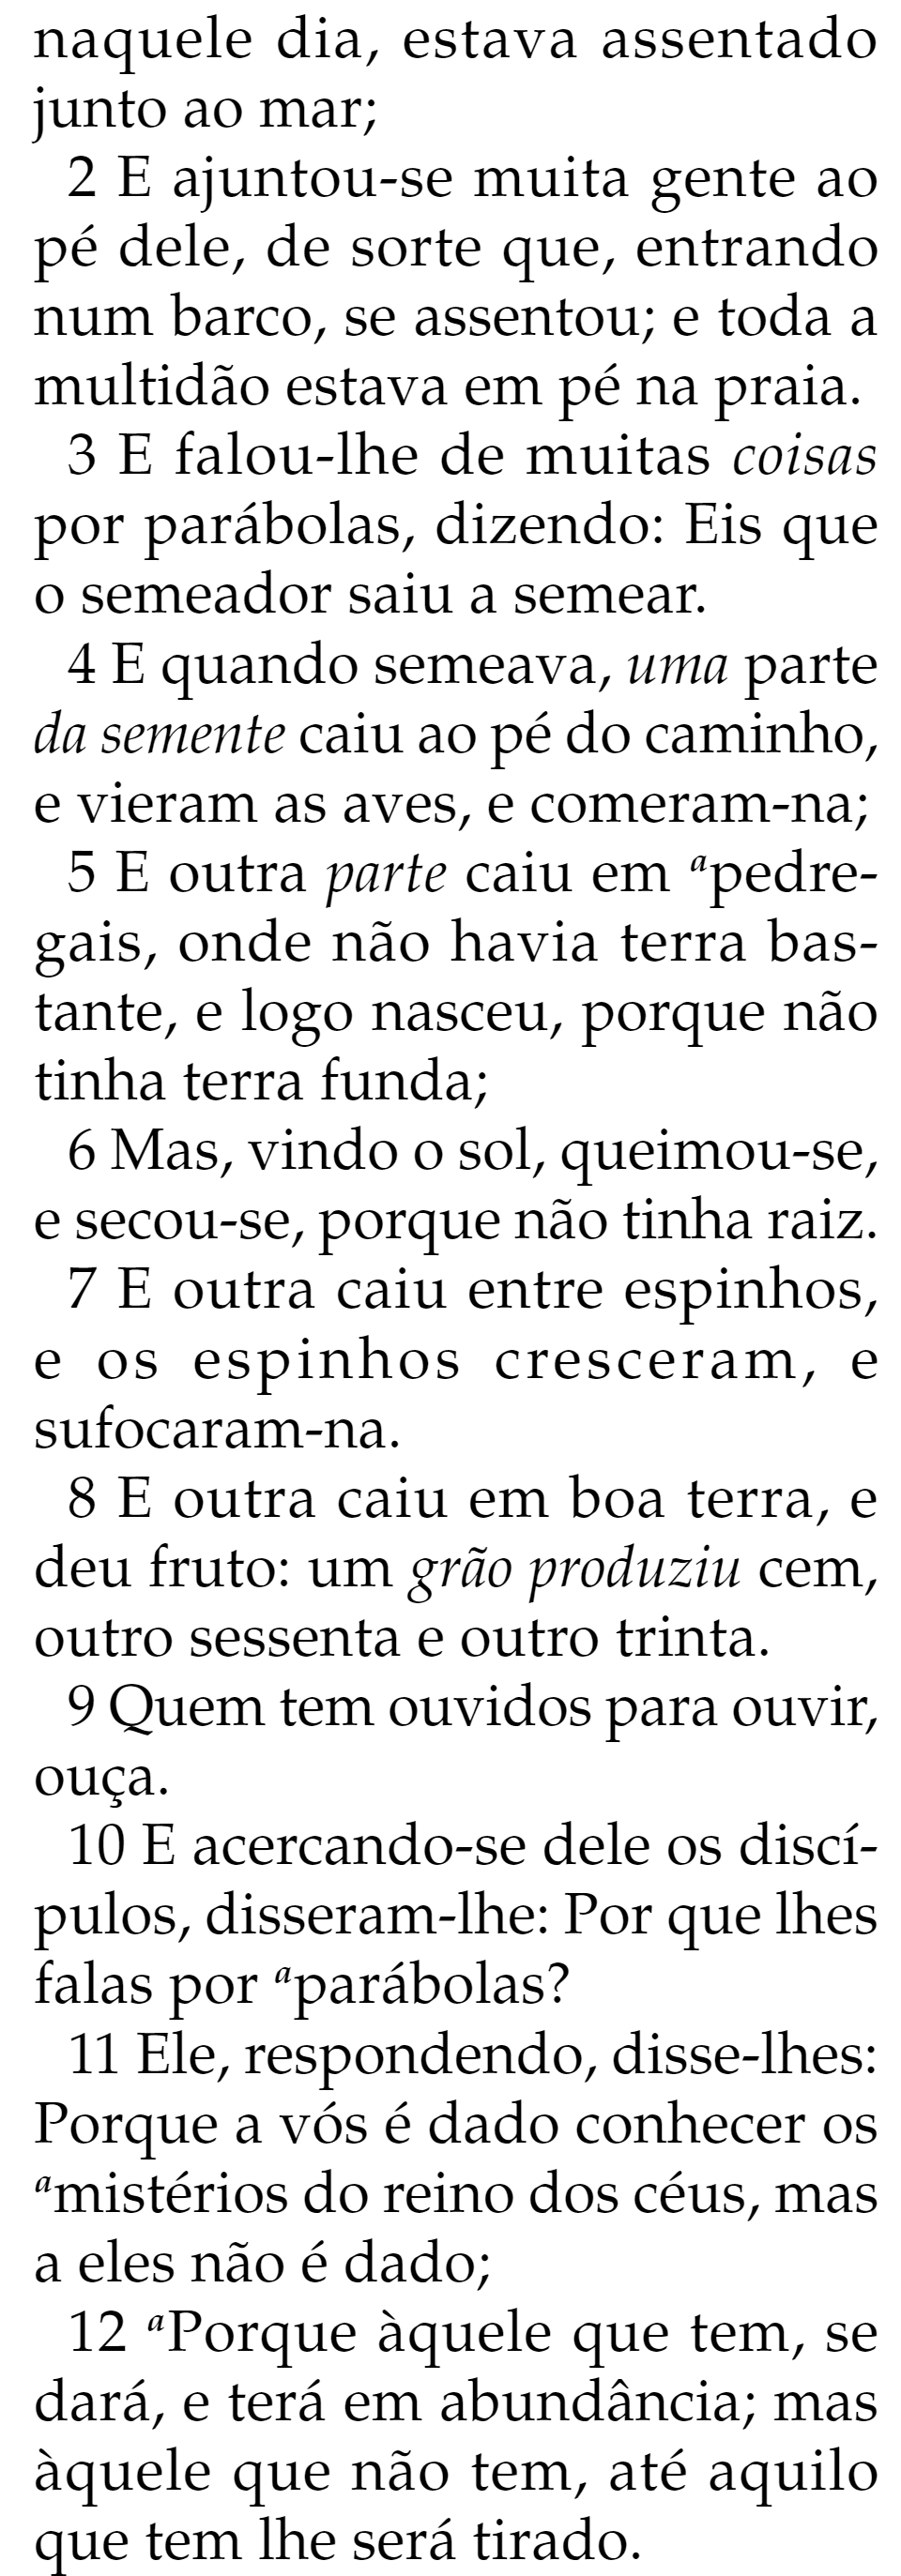 naquele dia, estava assentado
junto ao mar;
2 E ajuntou-se muita gente ao
pé dele, de sorte que, entrando
num barco, se assentou; e toda a
multidão estava em pé na praia.
3 E falou-lhe de muitas coisas
por parábolas, dizendo: Eis que
o semeador saiu a semear.
4 E quando semeava, uma parte
da semente caiu ao pé do caminho,
e vieram as aves, e comeram-na;
5 E outra parte caiu em ᵃpedre-
gais, onde não havia terra bas-
tante, e logo nasceu, porque não
tinha terra funda;
6 Mas, vindo o sol, queimou-se,
e secou-se, porque não tinha raiz.
7 E outra caiu entre espinhos,
e os espinhos cresceram, e
sufocaram-na.
8 E outra caiu em boa terra, e
deu fruto: um grão produziu cem,
outro sessenta e outro trinta.
9 Quem tem ouvidos para ouvir,
ouça.
10 E acercando-se dele os discí-
pulos, disseram-lhe: Por que lhes
falas por ᵃparábolas?
11 Ele, respondendo, disse-lhes:
Porque a vós é dado conhecer os
ᵃmistérios do reino dos céus, mas
a eles não é dado;
12 ᵃPorque àquele que tem, se
dará, e terá em abundância; mas
àquele que não tem, até aquilo
que tem lhe será tirado.